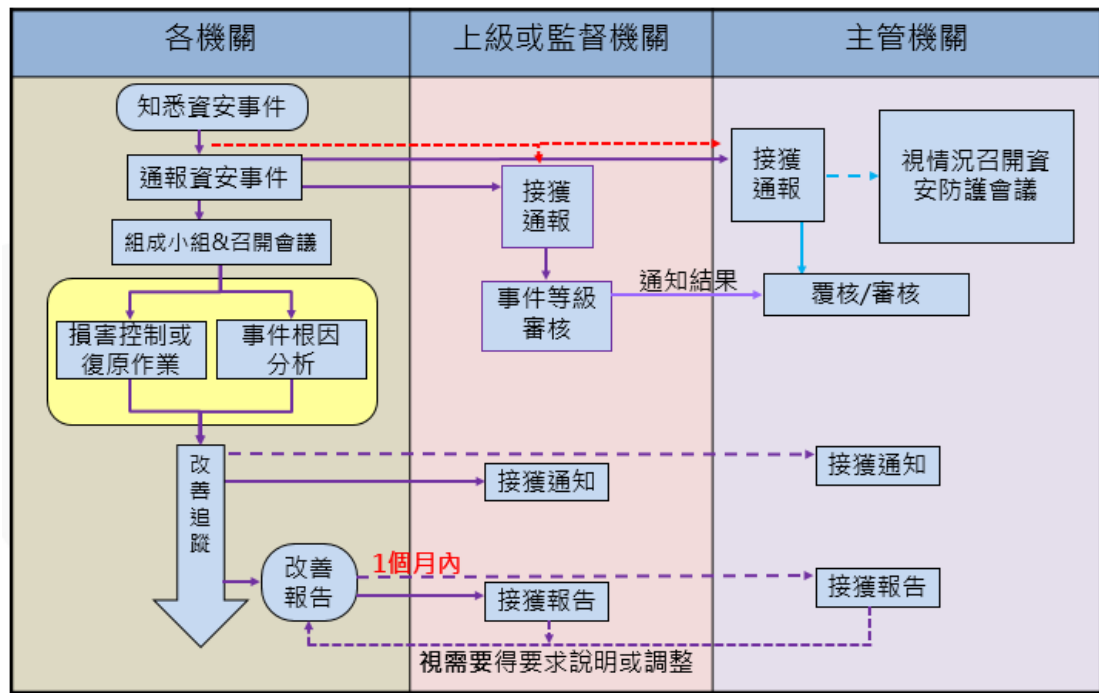 各機關
上級或監督機關
主管機關
知悉資安事件
通報資安事件
接獲
通報
接獲
通報
視情況召開資
安防護會議
組成小組&召開會議
損害控制或
復原作業
事件根因
分析
事件等級
審核
通知結果
覆核/審核
改
善
追
蹤
接獲通知
接獲通知
改善
報告
1個月內
接獲報告
接獲報告
視需要得要求說明或調整